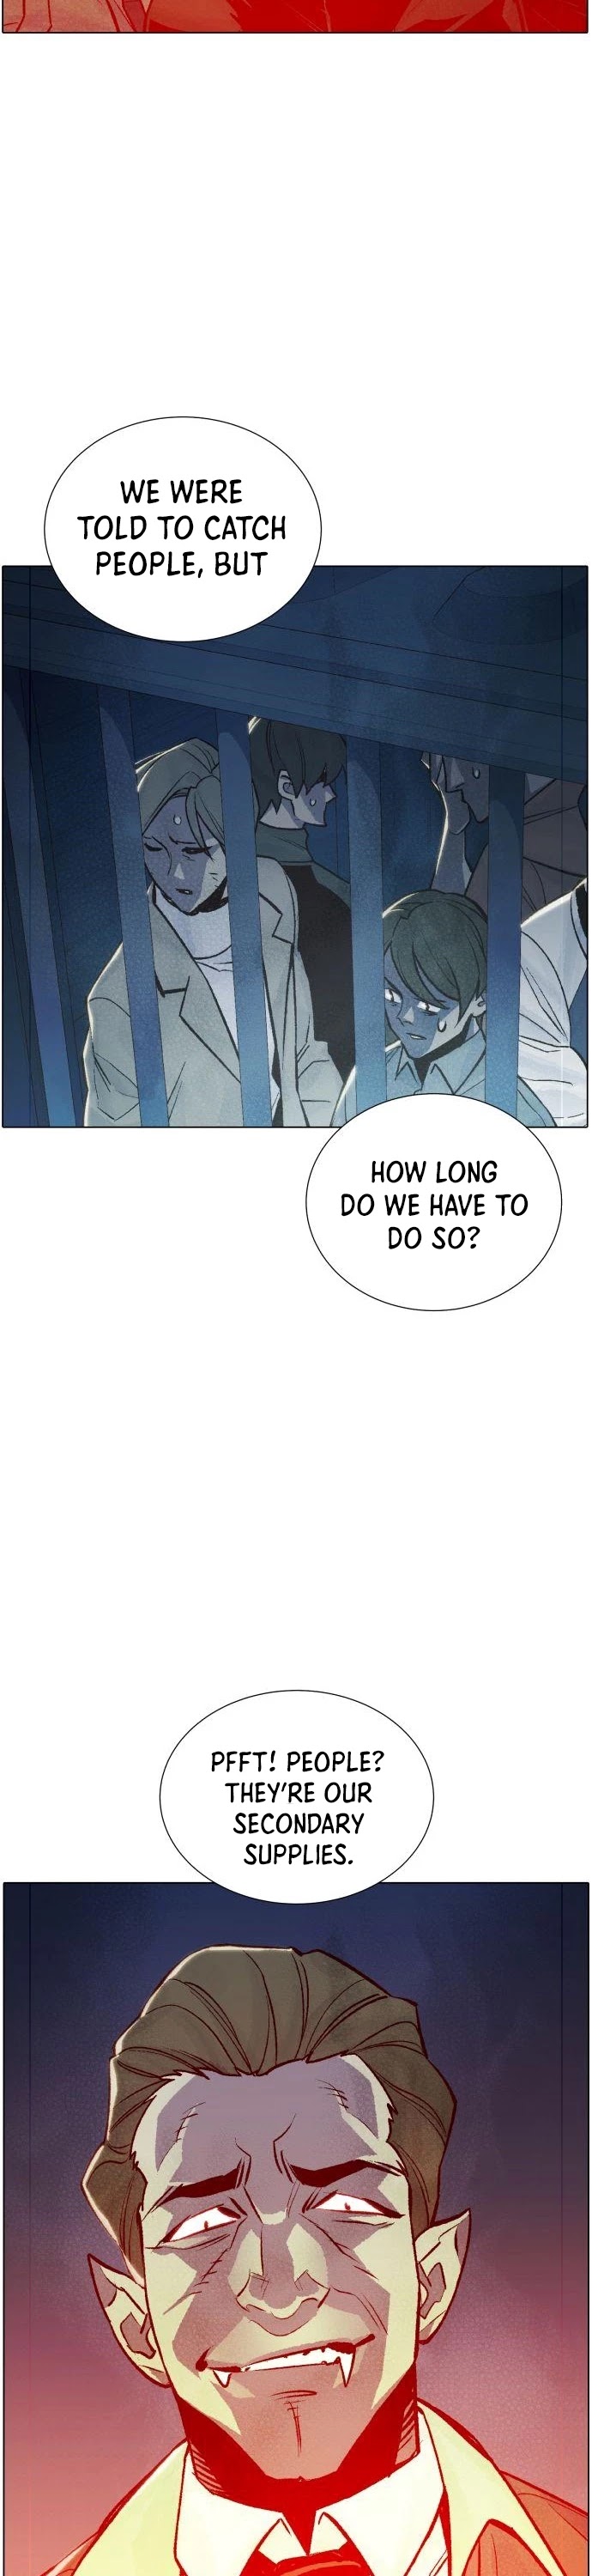 WE WERE
TOLD TO CATCH
PEOPLE, BUT
HOW LONG
DO WE HAVE TO
DO SO?
PFFT! PEOPLE?
THEY'RE OUR
SECONDARY
SUPPLIES.